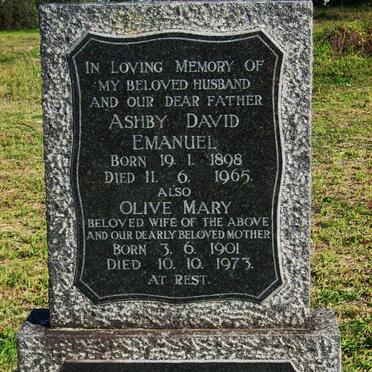 IN LOVING MEMORY OF
MY BELOVED HUSBAND
AND OUR DEAR FATHER
ASHBY DAVID
EMANUEL
BORN 19. 1. 1898
DIED 11. 6. 1965.
ALSO
OLIVE MARY
BELOVED WIFE OF THE ABOVE
AND OUR DEARLY BELOVED MOTHER
BORN 3. 6. 1901
DIED 10. 10. 1973.
AT REST.